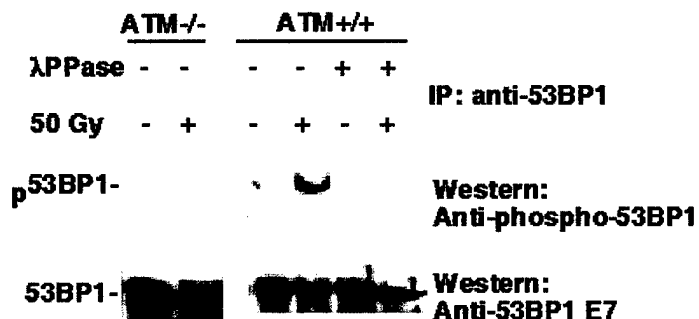 ATM-/- ATM+/+
λPPase - - - - + +
IP: anti-53BP1
50 Gy - + - + - +
p53BP1-
Western:
Anti-phospho-53BP1
53BP1-
Western:
Anti-53BP1 E7